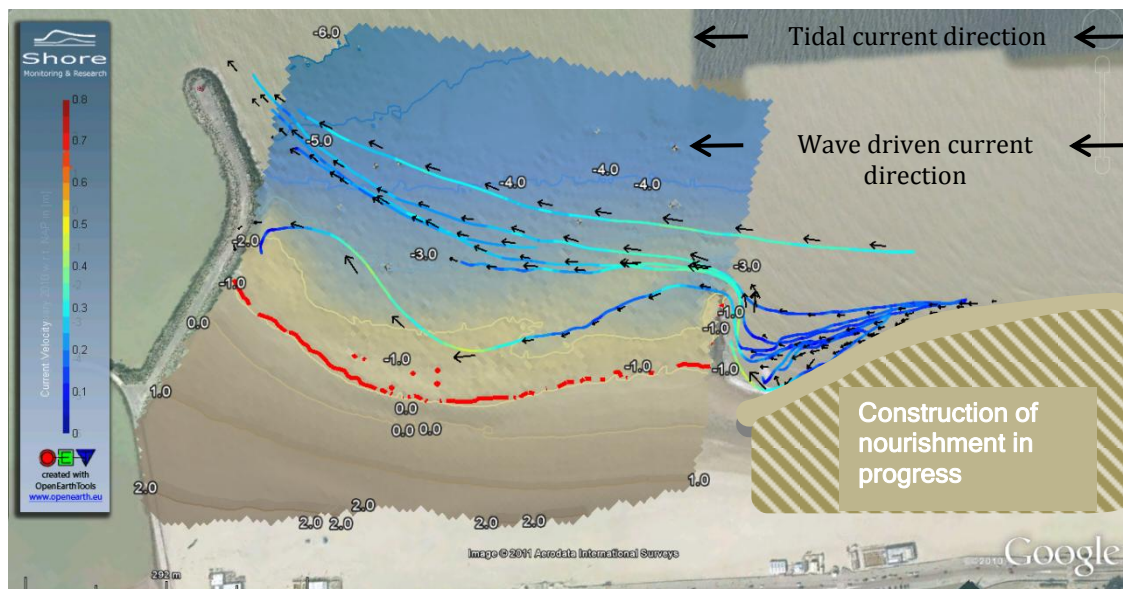 Shore
Monitoring & Research
0.8
0.7
0.6
0.5
0.4
0.3
0.2
0.1
0
Current Velocity
created with
OpenEarthTools
www.openearth.eu
Tidal current direction
Wave driven current
direction
-6.0
-5.0
-4.0
-4.0
-4.0
-3.0
-3.0
-2.0
-1.0
-1.0
-1.0
-1.0
-1.0
-1.0
0.0
0.0
0.0 0.0
1.0
1.0
2.0
2.0
2.0 2.0
2.0
2.0
Construction of
nourishment in
progress
Image © 2011 Aerodata International Surveys
©2010 Google
292 m